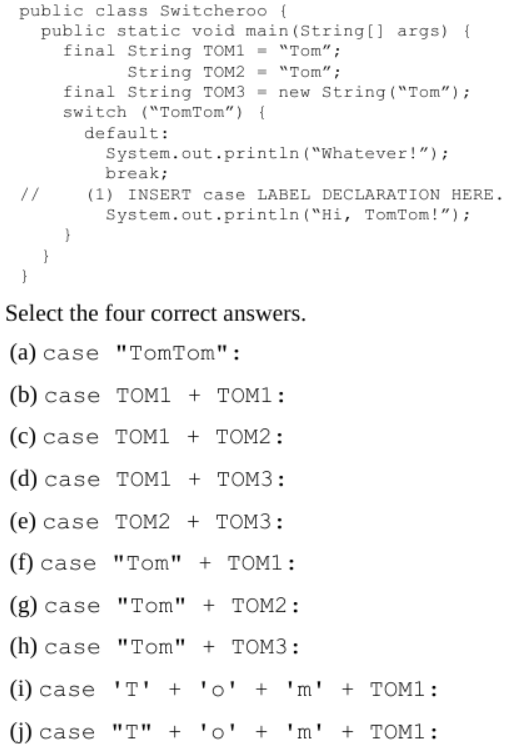 public class Switcheroo {
public static void main(String[] args) {
final String TOM1 = “Tom”;
String TOM2 = “Tom”;
final String TOM3 = new String(“Tom”);
switch (“TomTom”) {
default:
System.out.println(“Whatever!”);
break;
// (1) INSERT case LABEL DECLARATION HERE.
System.out.println(“Hi, TomTom!”);
}
}
}
Select the four correct answers.
(a) case "TomTom":
(b) case TOM1 + TOM1:
(c) case TOM1 + TOM2:
(d) case TOM1 + TOM3:
(e) case TOM2 + TOM3:
(f) case "Tom" + TOM1:
(g) case "Tom" + TOM2:
(h) case "Tom" + TOM3:
(i) case 'T' + 'o' + 'm' + TOM1:
(j) case "T" + 'o' + 'm' + TOM1: